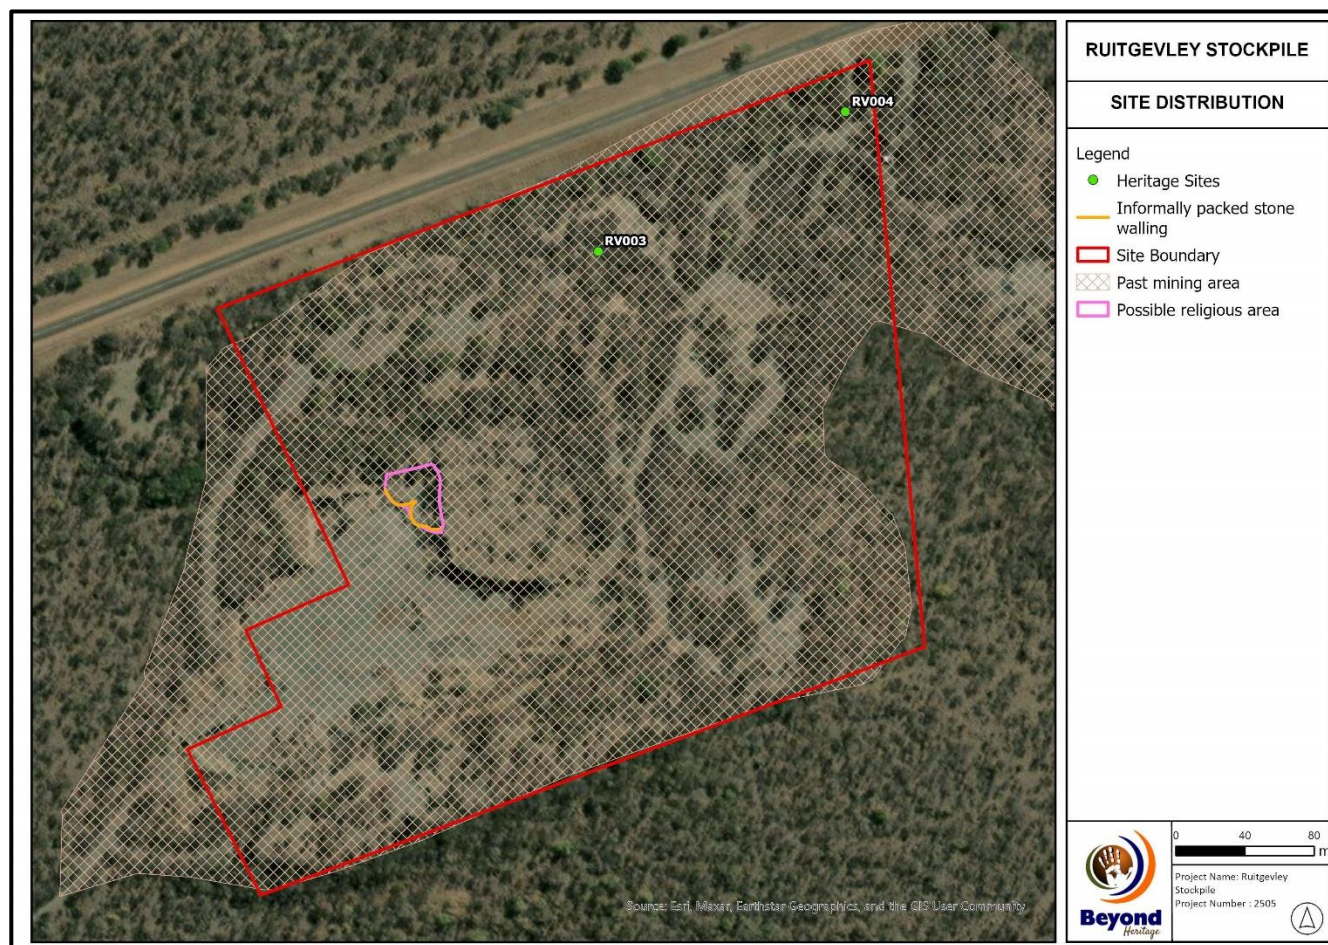 RUITGEVLEY STOCKPILE
SITE DISTRIBUTION
Legend
Heritage Sites
Informally packed stone
walling
Site Boundary
Past mining area
Possible religious area
RV004
RV003
Source: Esri, Maxar, Earthstar Geographics, and the GIS User Community
0 40 80
m
Project Name: Ruitgevley
Stockpile
Project Number : 2505
Beyond
Heritage